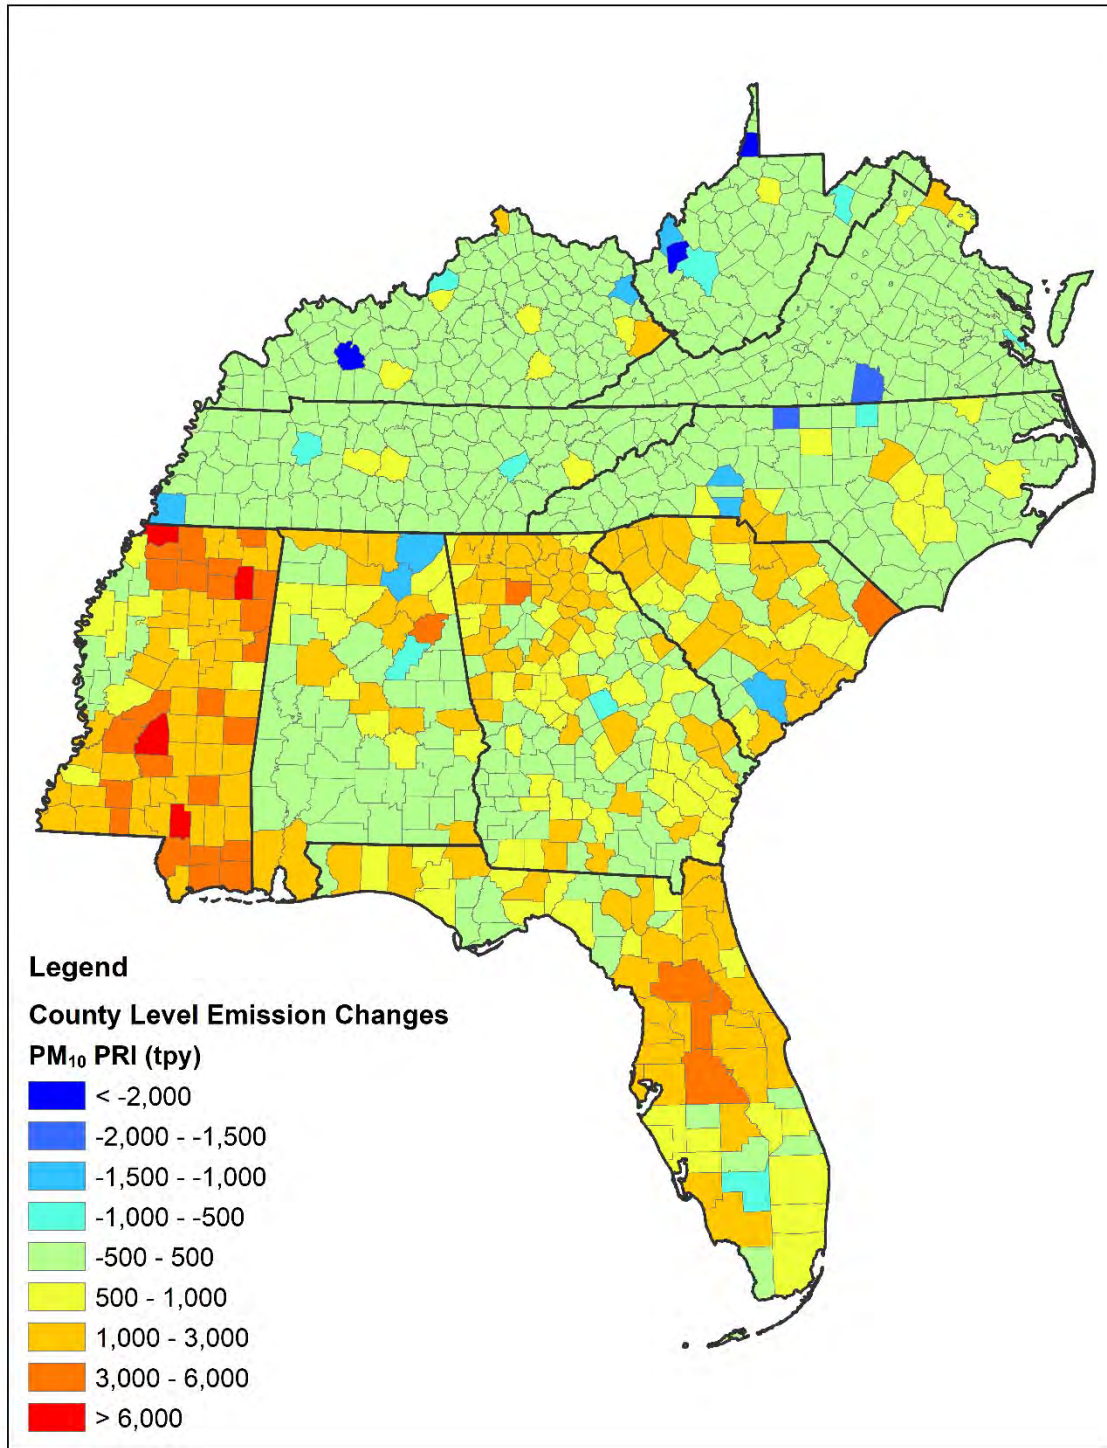 Legend
County Level Emission Changes
PM₁₀ PRI (tpy)
< -2,000
-2,000 - -1,500
-1,500 - -1,000
-1,000 - -500
-500 - 500
500 - 1,000
1,000 - 3,000
3,000 - 6,000
> 6,000